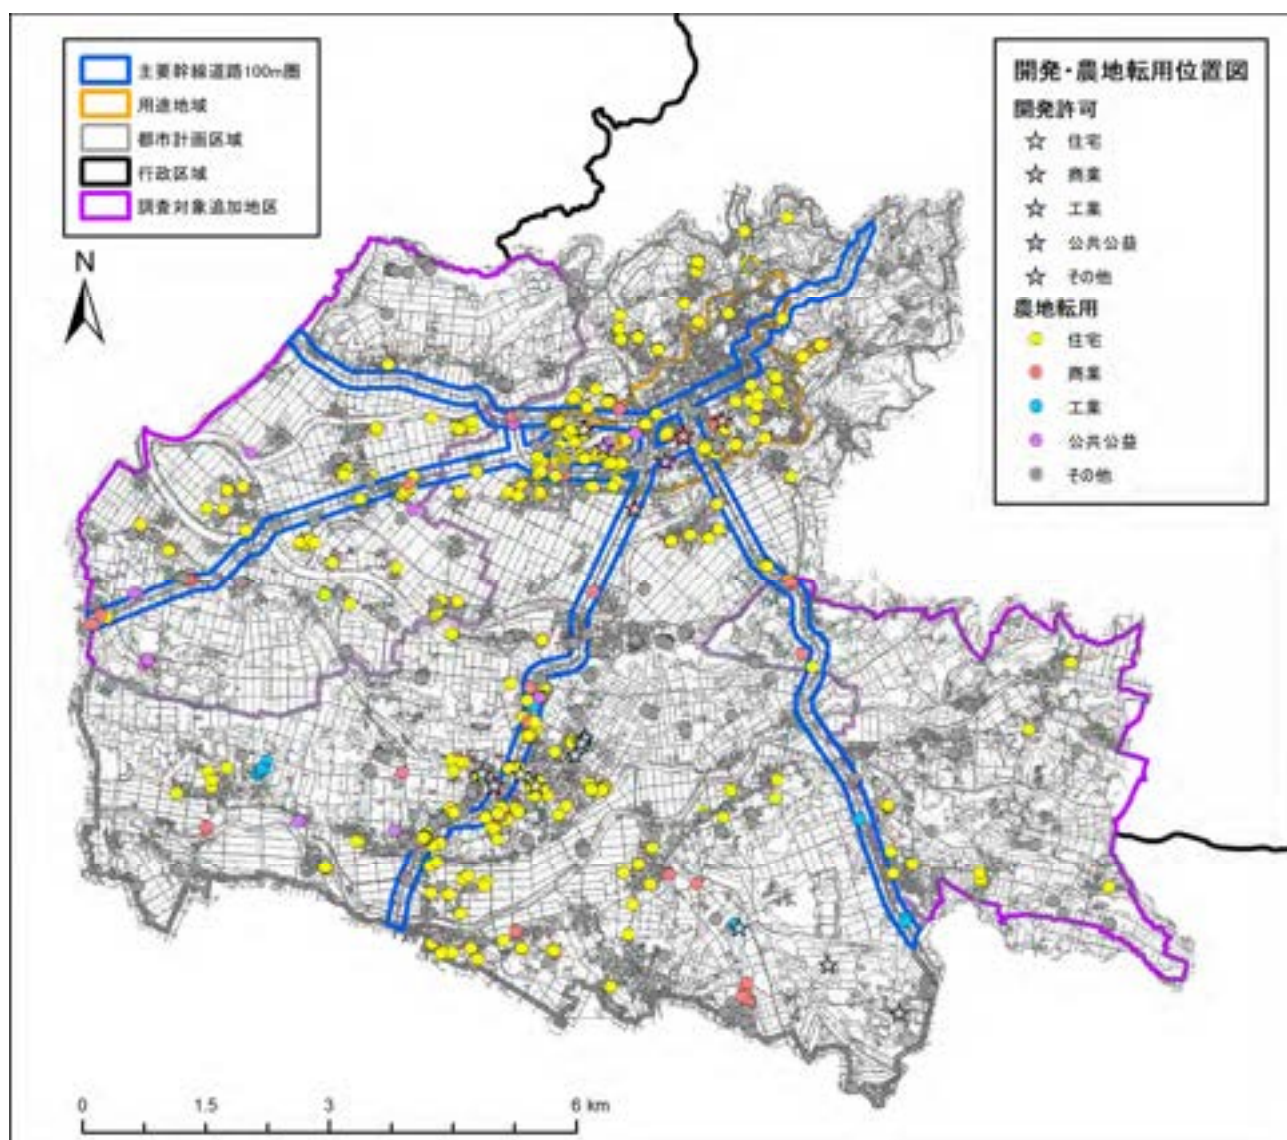 主要幹線道路100m圏
用途地域
都市計画区域
行政区域
調査対象追加地区
N
開発・農地転用位置図
開発許可
住宅
商業
工業
公共公益
その他
農地転用
住宅
商業
工業
公共公益
その他
0 1.5 3 6 km